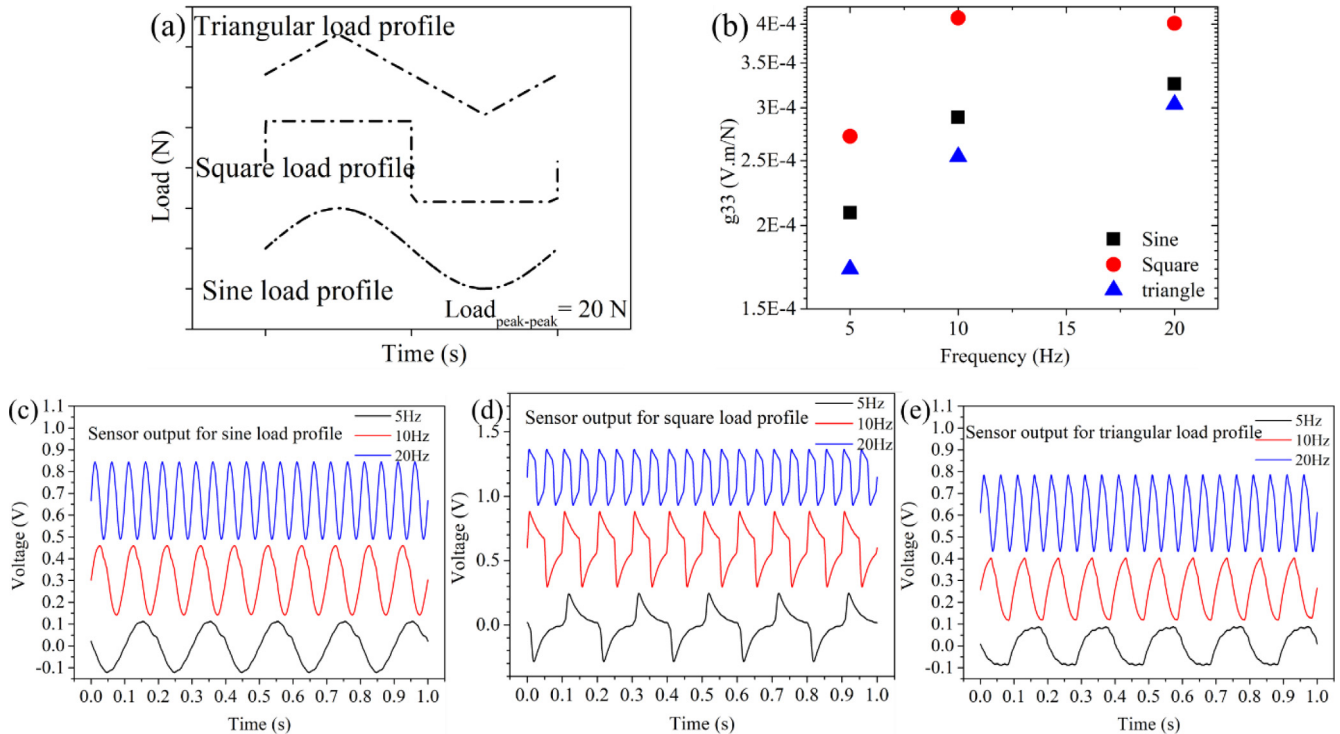 (a)
Triangular load profile
Square load profile
Sine load profile
Load peak-peak = 20 N
Load (N)
Time (s)
(b)
4E-4
3.5E-4
3E-4
2.5E-4
2E-4
1.5E-4
g33 (V.m/N)
Sine
Square
triangle
5 10 15 20
Frequency (Hz)
(c)
1.1
1.0
0.9
0.8
0.7
0.6
0.5
0.4
0.3
0.2
0.1
0.0
-0.1
Voltage (V)
5Hz
Sensor output for sine load profile
10Hz
20Hz
0.0 0.1 0.2 0.3 0.4 0.5 0.6 0.7 0.8 0.9 1.0
Time (s)
(d)
1.5
1.0
0.5
0.0
Voltage (V)
5Hz
Sensor output for square load profile
10Hz
20Hz
0.0 0.1 0.2 0.3 0.4 0.5 0.6 0.7 0.8 0.9 1.0
Time (s)
(e)
1.1
1.0
0.9
0.8
0.7
0.6
0.5
0.4
0.3
0.2
0.1
0.0
-0.1
Voltage (V)
5Hz
Sensor output for triangular load profile
10Hz
20Hz
0.0 0.1 0.2 0.3 0.4 0.5 0.6 0.7 0.8 0.9 1.0
Time (s)